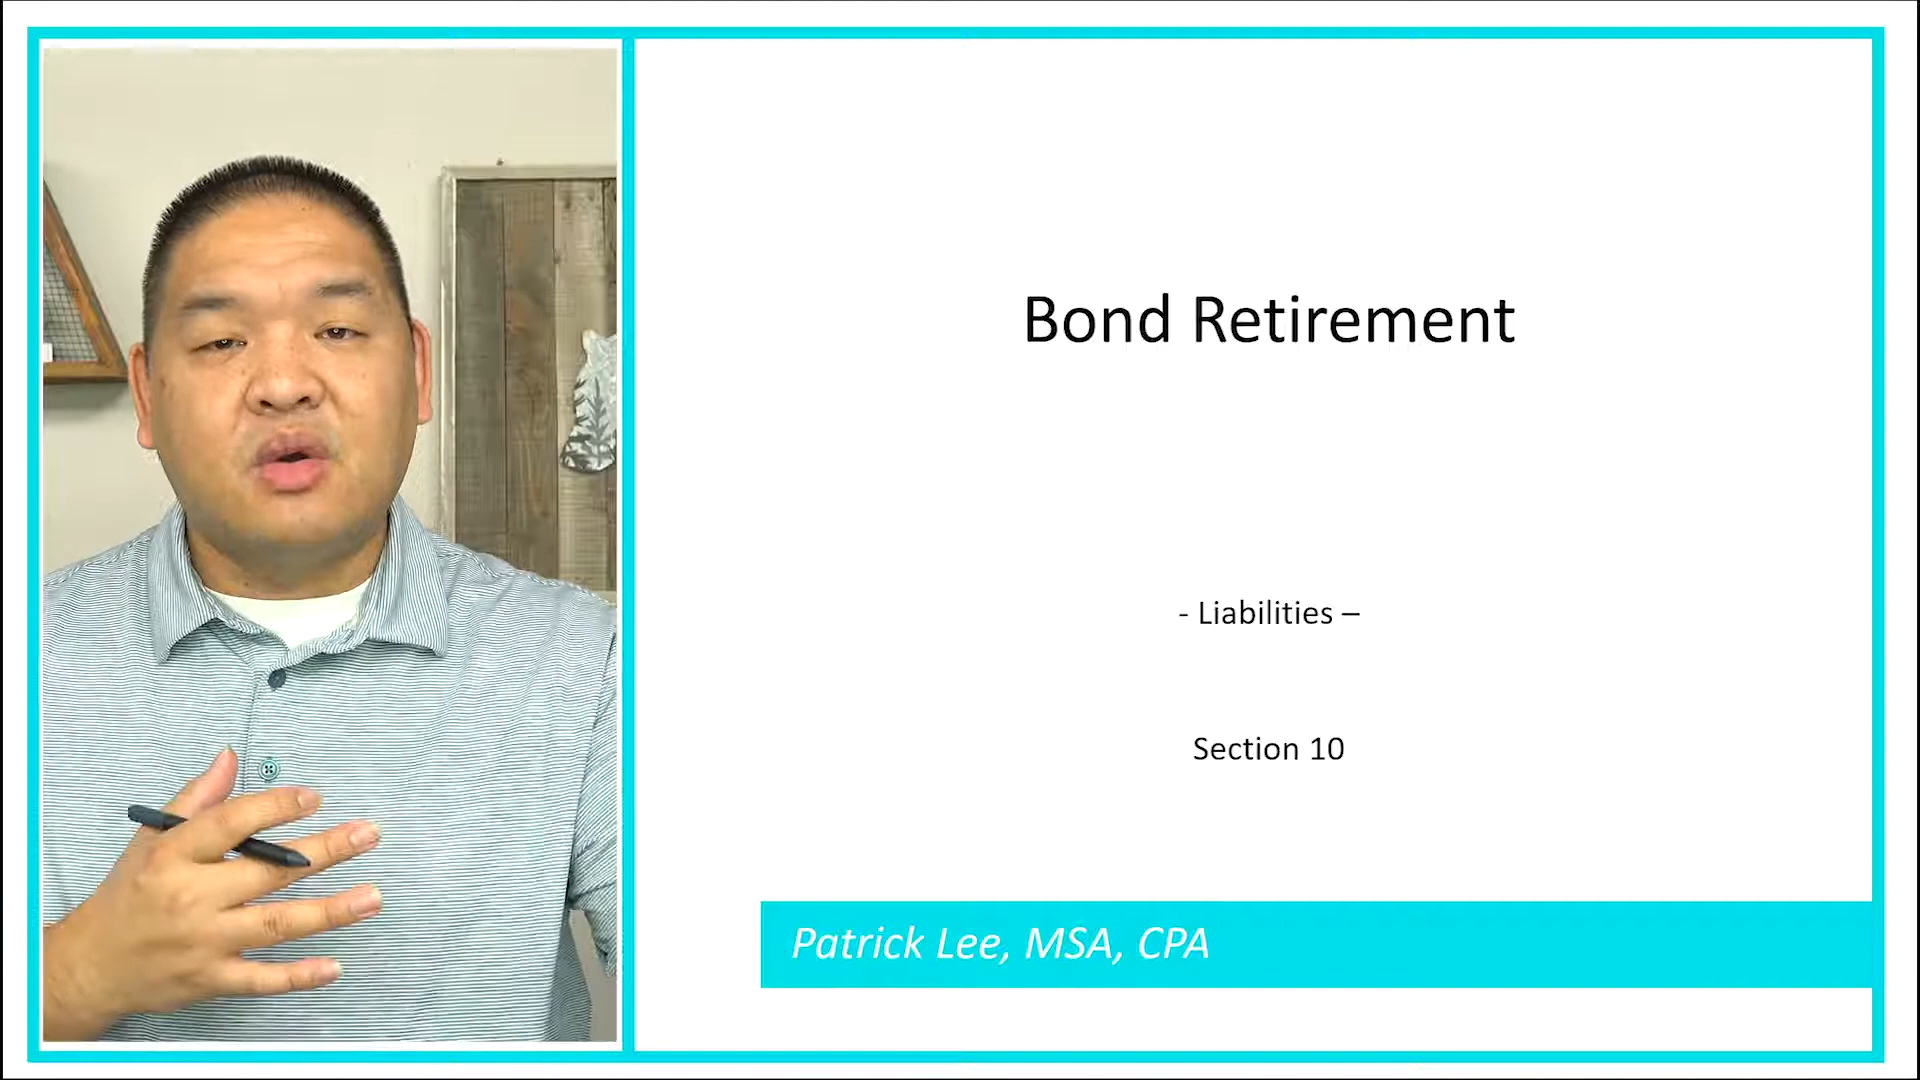 Bond Retirement
- Liabilities –
Section 10
Patrick Lee, MSA, CPA